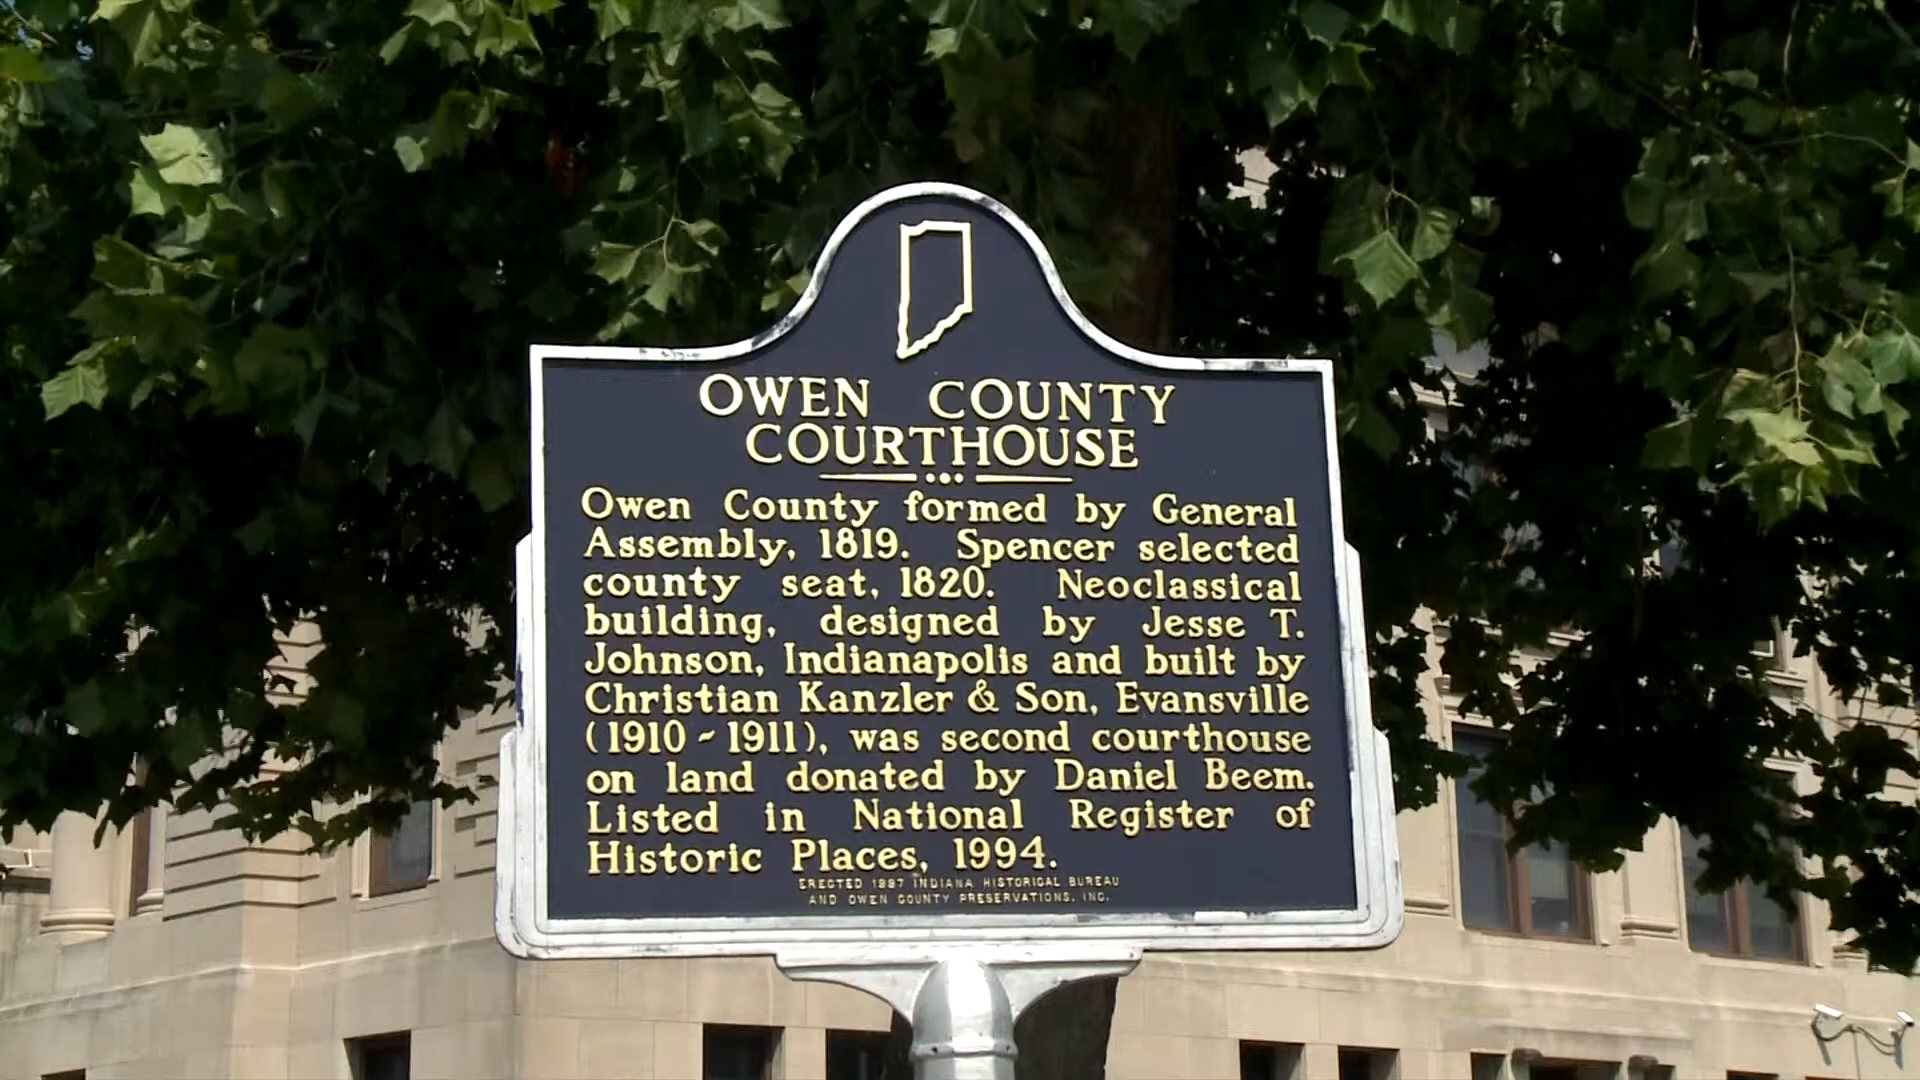 OWEN COUNTY
COURTHOUSE
Owen County formed by General
Assembly, 1819. Spencer selected
county seat, 1820. Neoclassical
building, designed by Jesse T.
Johnson, Indianapolis and built by
Christian Kanzler & Son, Evansville
(1910 - 1911), was second courthouse
on land donated by Daniel Beem.
Listed in National Register of
Historic Places, 1994.
ERECTED 1997 INDIANA HISTORICAL BUREAU
AND OWEN COUNTY PRESERVATIONS, INC.